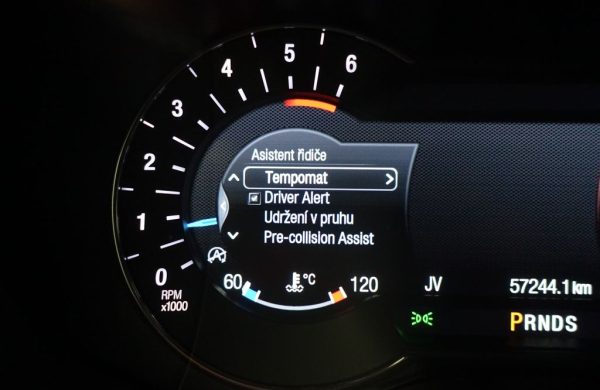 6
5
4
3
2
1
0
RPM
x1000
Asistent řidiče
Tempomat >
Driver Alert
Udržení v pruhu
Pre-collision Assist
60 °C 120
JV 57244.1 km
PRNDS